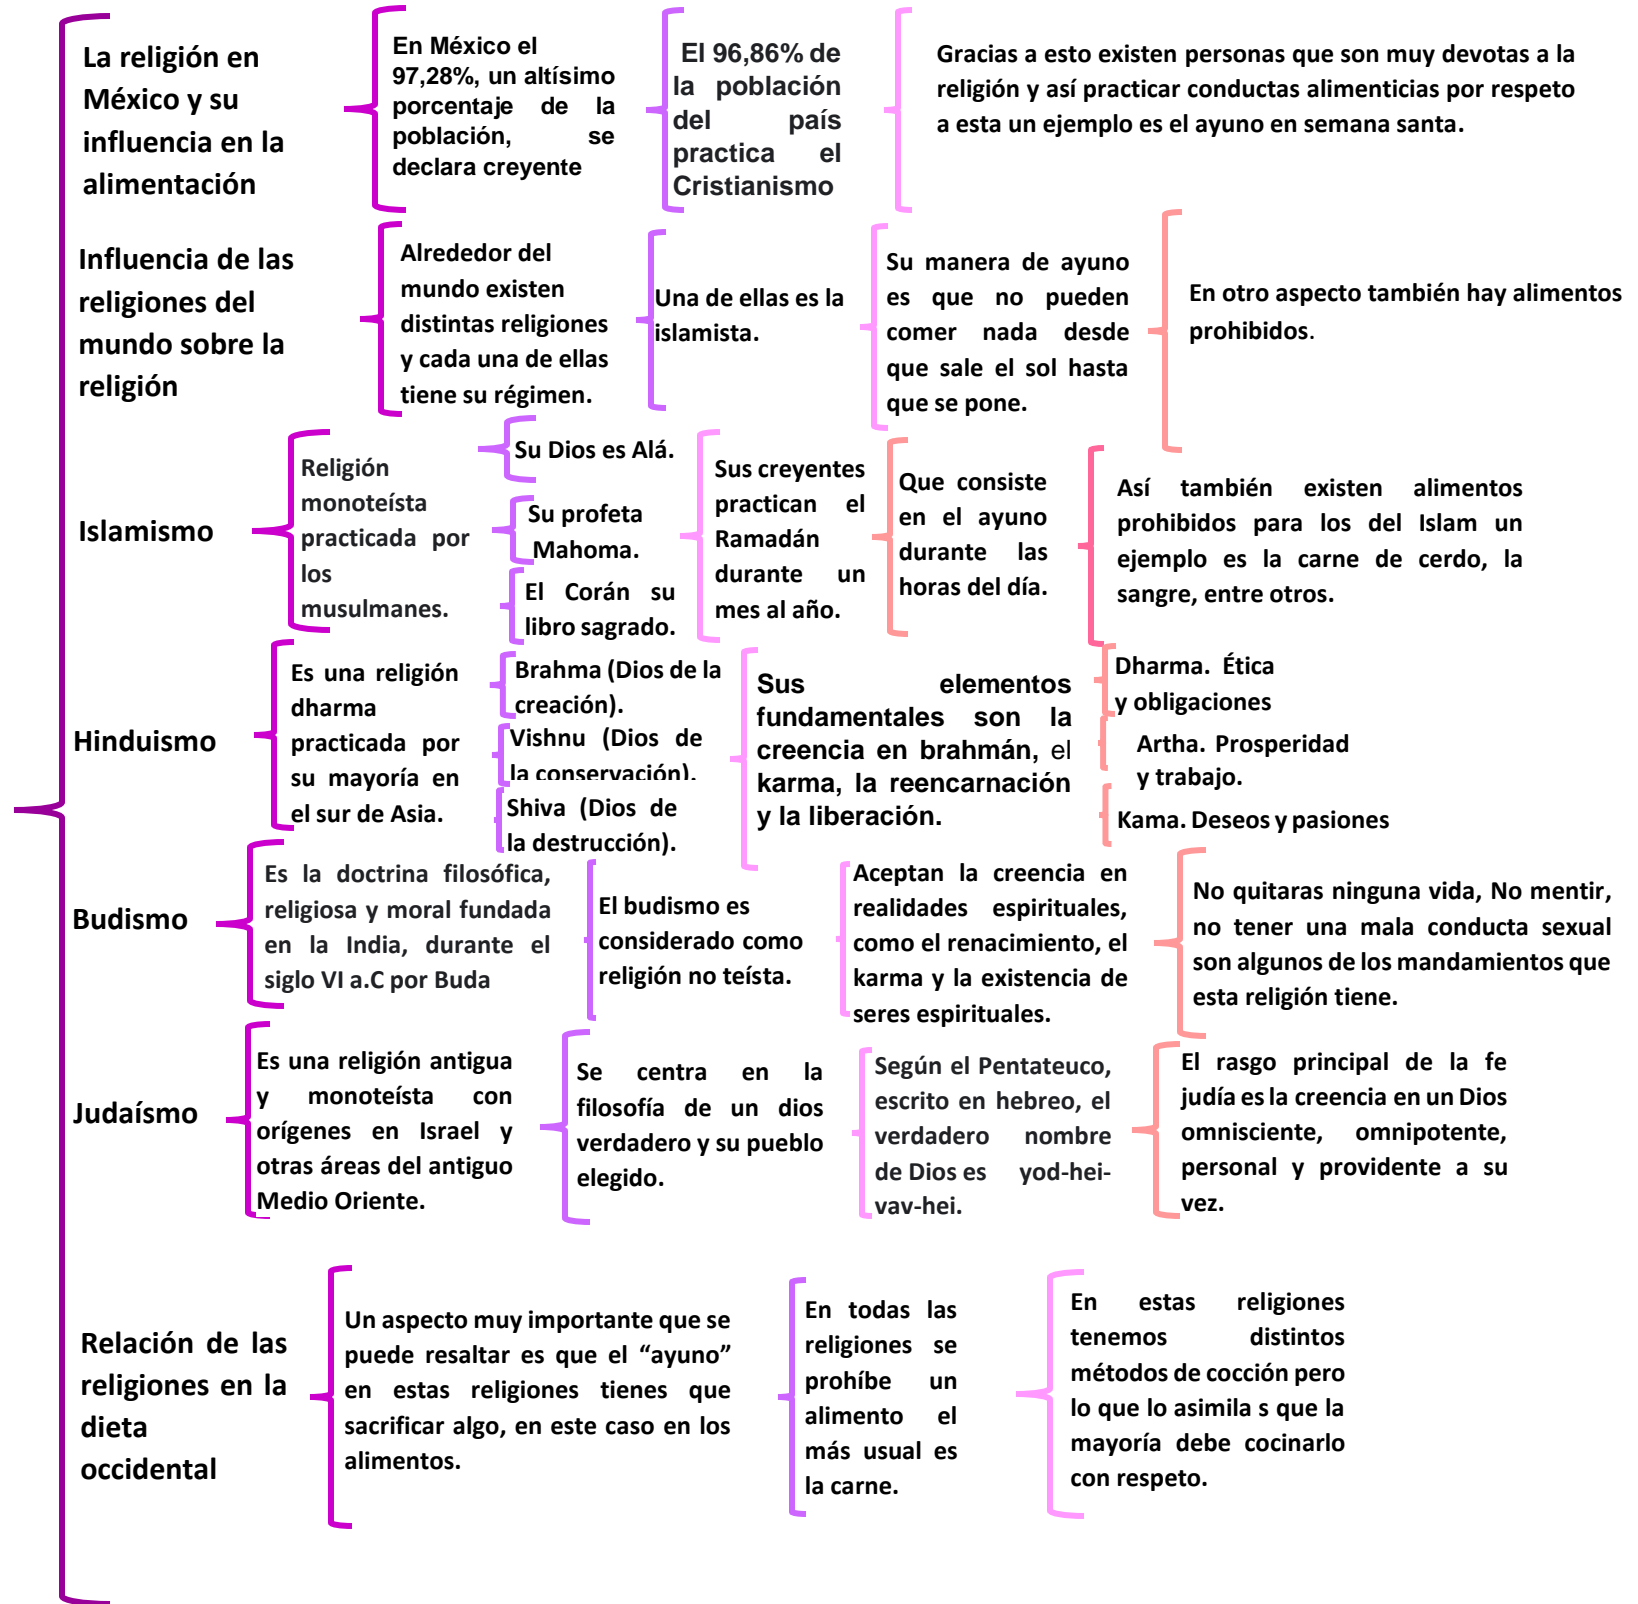 La religión en
México y su
influencia en la
alimentación
En México el
97,28%, un altísimo
porcentaje de la
población, se
declara creyente
El 96,86% de
la población
del país
practica el
Cristianismo
Gracias a esto existen personas que son muy devotas a la
religión y así practicar conductas alimenticias por respeto
a esta un ejemplo es el ayuno en semana santa.
Influencia de las
religiones del
mundo sobre la
religión
Alrededor del
mundo existen
distintas religiones
y cada una de ellas
tiene su régimen.
Una de ellas es la
islamista.
Su manera de ayuno
es que no pueden
comer nada desde
que sale el sol hasta
que se pone.
En otro aspecto también hay alimentos
prohibidos.
Islamismo
Religión
monoteísta
practicada por
los
musulmanes.
Su Dios es Alá.
Su profeta
Mahoma.
El Corán su
libro sagrado.
Sus creyentes
practican el
Ramadán
durante un
mes al año.
Que consiste
en el ayuno
durante las
horas del día.
Así también existen alimentos
prohibidos para los del Islam un
ejemplo es la carne de cerdo, la
sangre, entre otros.
Hinduismo
Es una religión
dharma
practicada por
su mayoría en
el sur de Asia.
Brahma (Dios de la
creación).
Vishnu (Dios de
la conservación).
Shiva (Dios de
la destrucción).
Sus elementos
fundamentales son la
creencia en brahmán, el
karma, la reencarnación
y la liberación.
Dharma. Ética
y obligaciones
Artha. Prosperidad
y trabajo.
Kama. Deseos y pasiones
Budismo
Es la doctrina filosófica,
religiosa y moral fundada
en la India, durante el
siglo VI a.C por Buda
El budismo es
considerado como
religión no teísta.
Aceptan la creencia en
realidades espirituales,
como el renacimiento, el
karma y la existencia de
seres espirituales.
No quitaras ninguna vida, No mentir,
no tener una mala conducta sexual
son algunos de los mandamientos que
esta religión tiene.
Judaísmo
Es una religión antigua
y monoteísta con
orígenes en Israel y
otras áreas del antiguo
Medio Oriente.
Se centra en la
filosofía de un dios
verdadero y su pueblo
elegido.
Según el Pentateuco,
escrito en hebreo, el
verdadero nombre
de Dios es yod-hei-
vav-hei.
El rasgo principal de la fe
judía es la creencia en un Dios
omnisciente, omnipotente,
personal y providente a su
vez.
Relación de las
religiones en la
dieta
occidental
Un aspecto muy importante que se
puede resaltar es que el “ayuno”
en estas religiones tienes que
sacrificar algo, en este caso en los
alimentos.
En todas las
religiones se
prohíbe un
alimento el
más usual es
la carne.
En estas religiones
tenemos distintos
métodos de cocción pero
lo que lo asimila s que la
mayoría debe cocinarlo
con respeto.